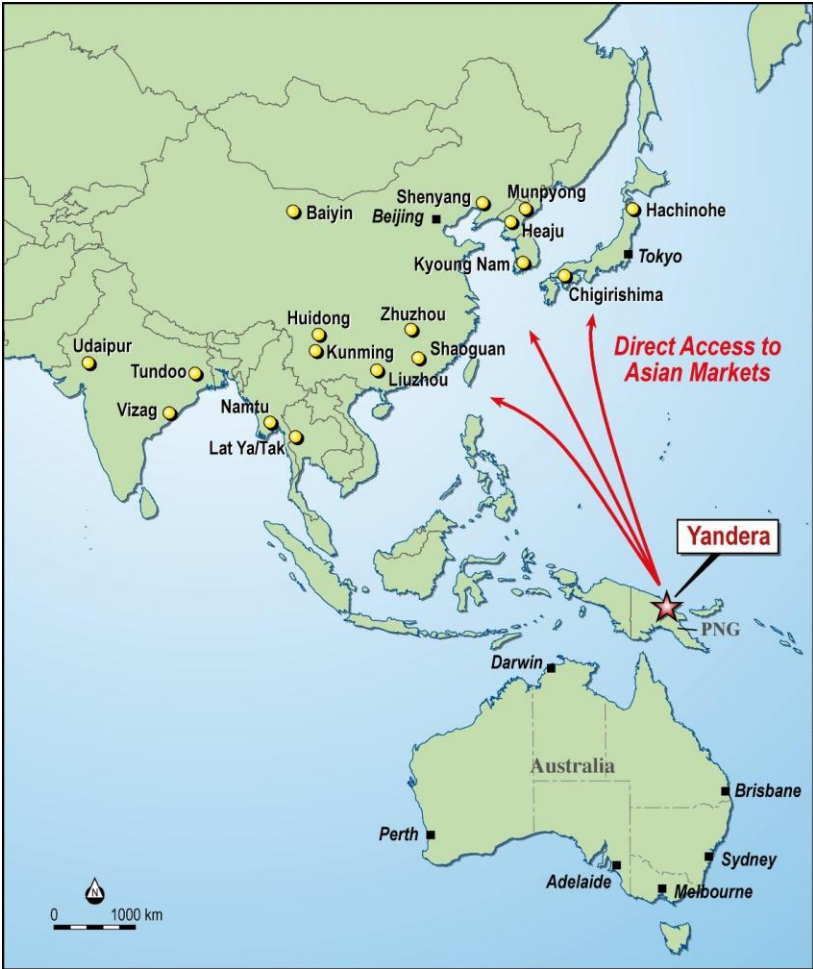 Shenyang
Munpyong
Baiyin
Beijing
Hachinohe
Heaju
Tokyo
Kyoung Nam
Chigirishima
Huidong
Zhuzhou
Udaipur
Kunming
Shaoguan
Direct Access to
Asian Markets
Tundoo
Liuzhou
Vizag
Namtu
Lat Ya/Tak
Yandera
PNG
Darwin
Australia
Brisbane
Perth
Sydney
Adelaide
Melbourne
N
0 1000 km